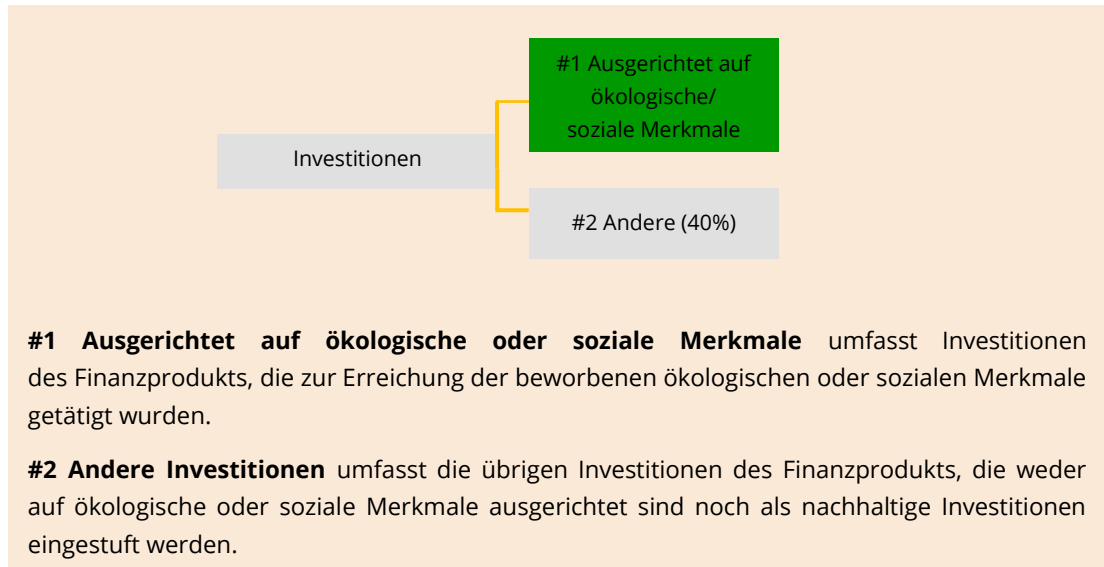 #1 Ausgerichtet auf
ökologische/
soziale Merkmale
Investitionen
#2 Andere (40%)
#1 Ausgerichtet auf ökologische oder soziale Merkmale umfasst Investitionen
des Finanzprodukts, die zur Erreichung der beworbenen ökologischen oder sozialen Merkmale
getätigt wurden.
#2 Andere Investitionen umfasst die übrigen Investitionen des Finanzprodukts, die weder
auf ökologische oder soziale Merkmale ausgerichtet sind noch als nachhaltige Investitionen
eingestuft werden.